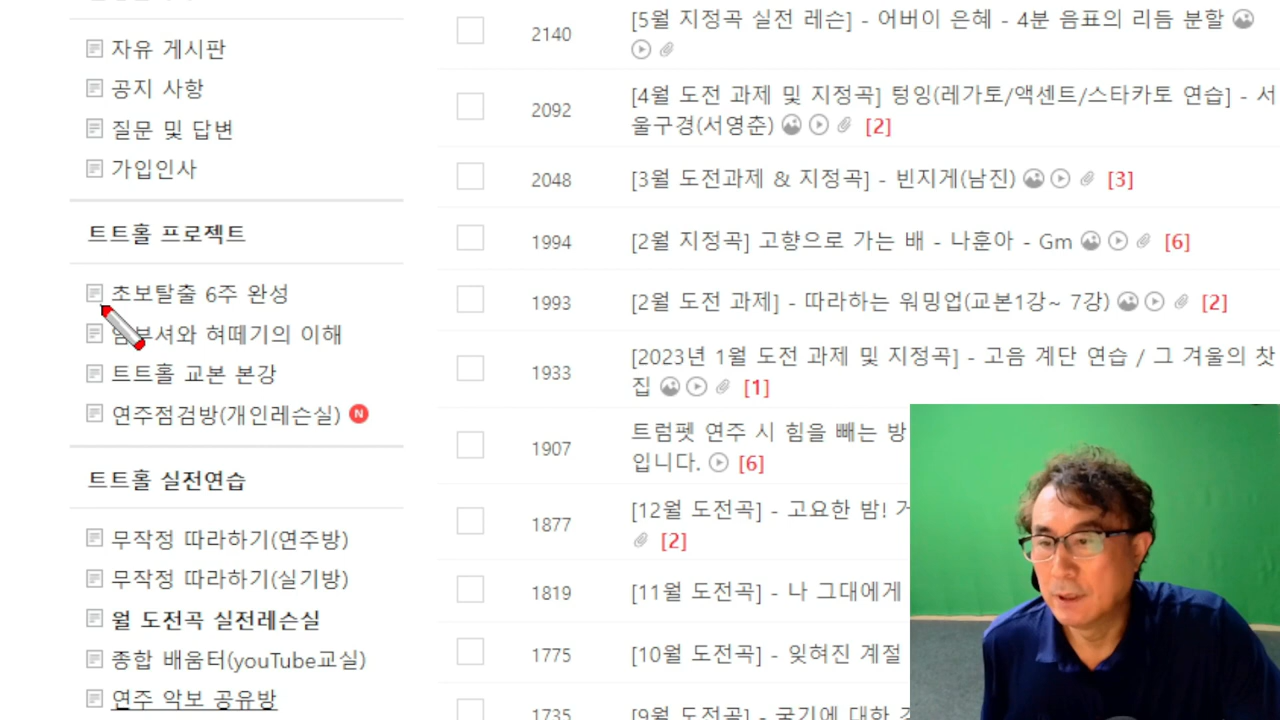 자유 게시판
공지 사항
질문 및 답변
가입인사
트트홀 프로젝트
초보탈출 6주 완성
앙부셔와 혀떼기의 이해
트트홀 교본 본강
연주점검방(개인레슨실) N
트트홀 실전연습
무작정 따라하기(연주방)
무작정 따라하기(실기방)
월 도전곡 실전레슨실
종합 배움터(youTube교실)
연주 악보 공유방
2140
[5월 지정곡 실전 레슨] - 어버이 은혜 - 4분 음표의 리듬 분할
2092
[4월 도전 과제 및 지정곡] 텅잉(레가토/액센트/스타카토 연습] - 서
울구경(서영춘) [2]
2048
[3월 도전과제 & 지정곡] - 빈지게(남진) [3]
1994
[2월 지정곡] 고향으로 가는 배 - 나훈아 - Gm [6]
1993
[2월 도전 과제] - 따라하는 워밍업(교본1강~ 7강) [2]
1933
[2023년 1월 도전 과제 및 지정곡] - 고음 계단 연습 / 그 겨울의 찻
집 [1]
1907
트럼펫 연주 시 힘을 빼는 방
입니다. [6]
1877
[12월 도전곡] - 고요한 밤!
[2]
1819
[11월 도전곡] - 나 그대에게
1775
[10월 도전곡] - 잊혀진 계절
1735
[9월 도전곡] - 국기에 대한